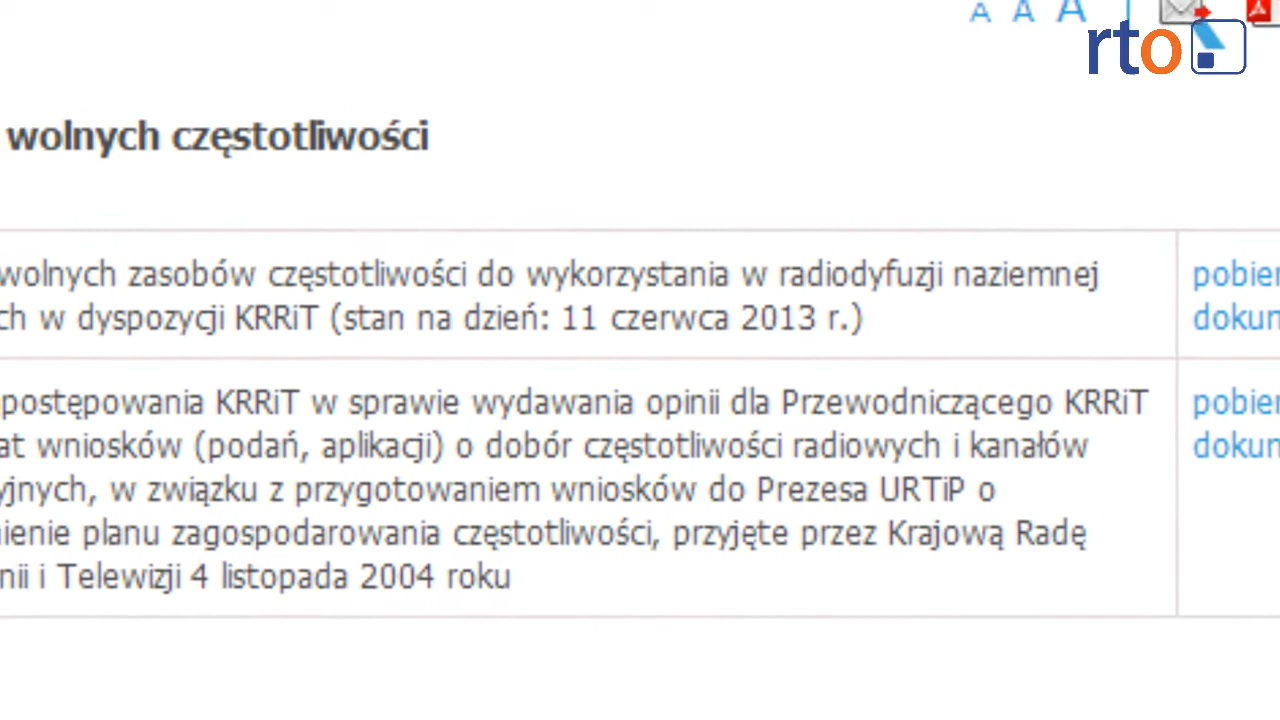 A A A
rto
wolnych częstotliwości
wolnych zasobów częstotliwości do wykorzystania w radiodyfuzji naziemnej
ch w dyspozycji KRRiT (stan na dzień: 11 czerwca 2013 r.)
pobier
dokun
postępowania KRRiT w sprawie wydawania opinii dla Przewodniczącego KRRiT
at wniosków (podań, aplikacji) o dobór częstotliwości radiowych i kanałów
yjnych, w związku z przygotowaniem wniosków do Prezesa URTiP o
ienie planu zagospodarowania częstotliwości, przyjęte przez Krajową Radę
nii i Telewizji 4 listopada 2004 roku
pobier
dokun